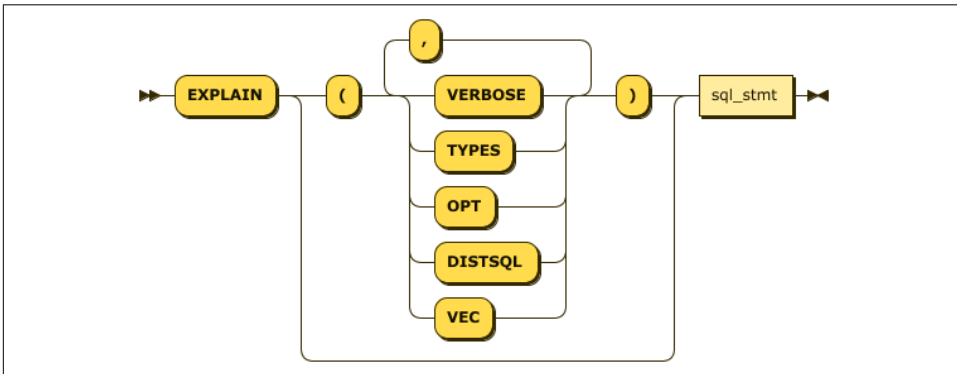 ,
EXPLAIN ( VERBOSE ) sql_stmt
TYPES
OPT
DISTSQL
VEC